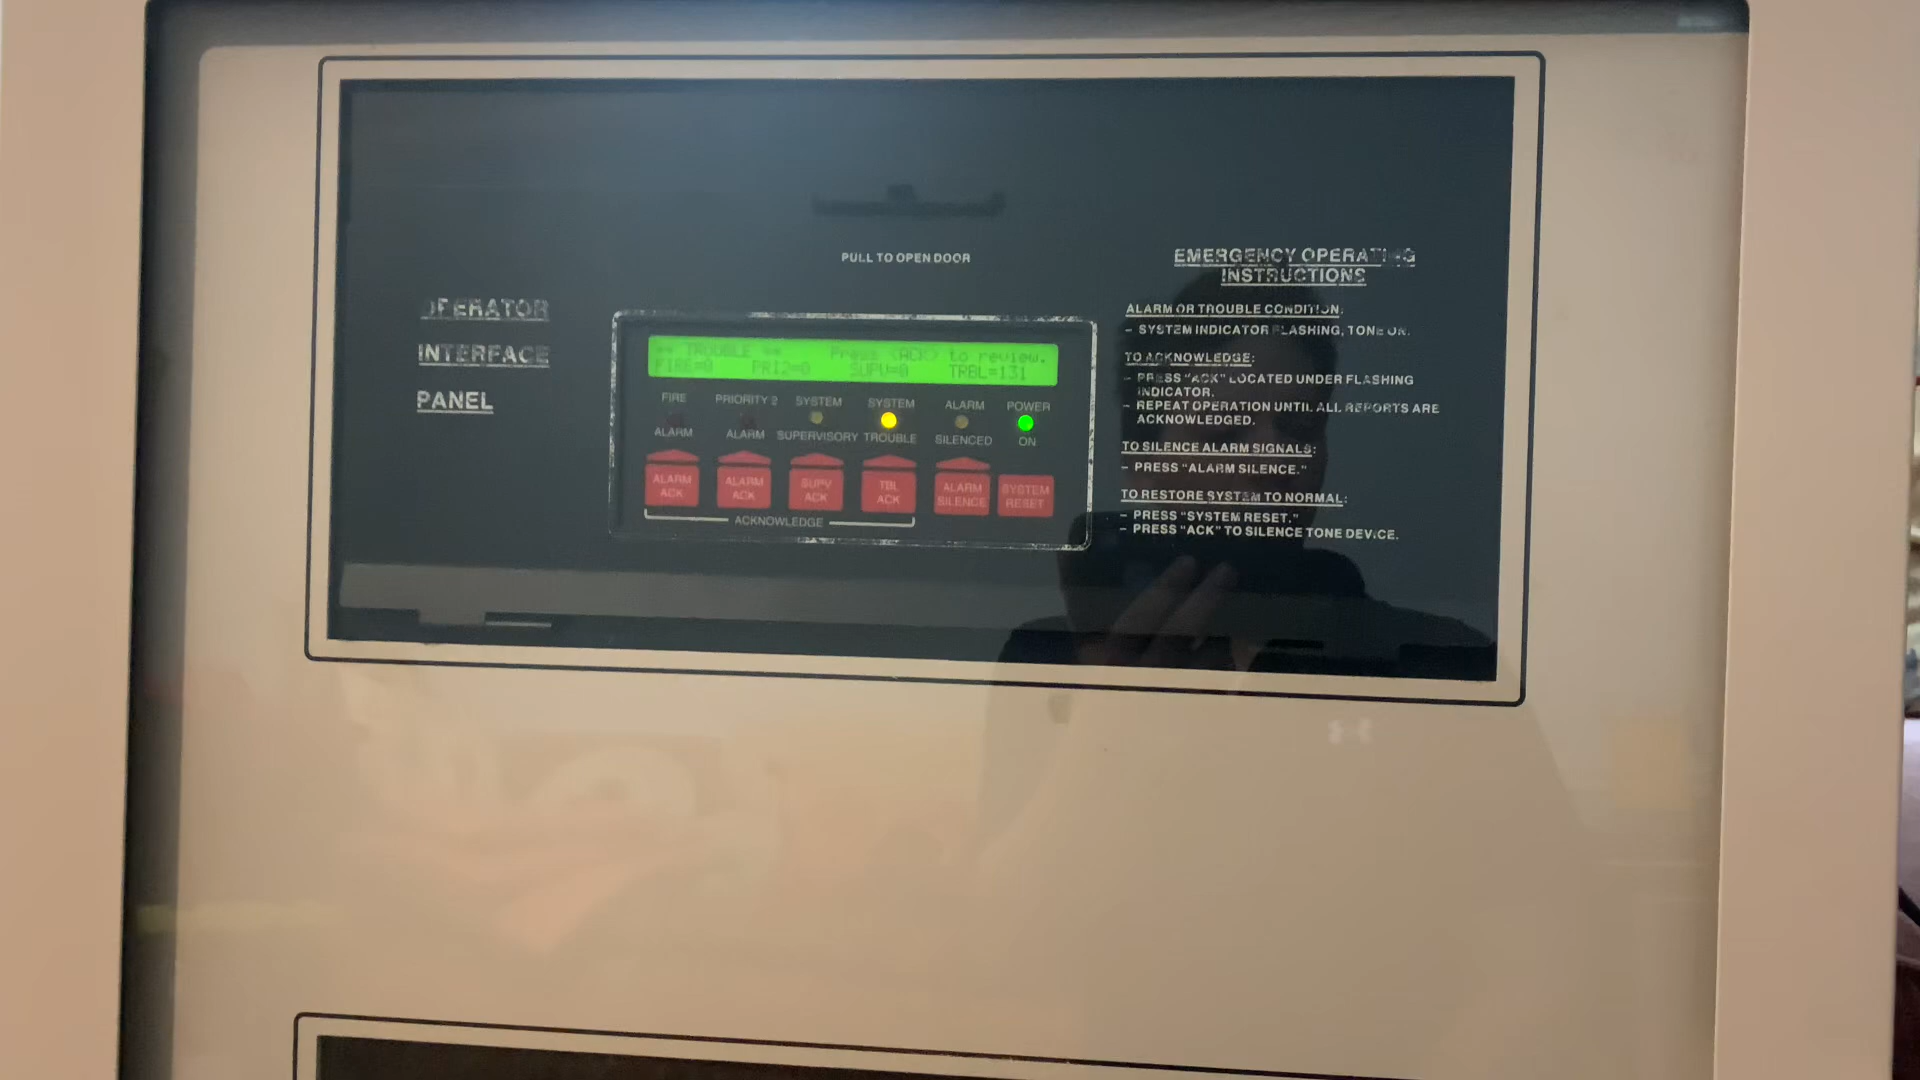 PULL TO OPEN DOOR
OPERATOR
INTERFACE
PANEL
** TROUBLE ** Press <ACK> to review.
FIRE=0 PRI2=0 SUPV=0 TRBL=131
FIRE PRIORITY 2 SYSTEM SYSTEM ALARM POWER
ALARM ALARM SUPERVISORY TROUBLE SILENCED ON
ALARM ACK
ALARM ACK
SUPV ACK
TBL ACK
ALARM SILENCE
SYSTEM RESET
ACKNOWLEDGE
EMERGENCY OPERATING
INSTRUCTIONS
ALARM OR TROUBLE CONDITION:
- SYSTEM INDICATOR FLASHING, TONE ON.
TO ACKNOWLEDGE:
- PRESS "ACK" LOCATED UNDER FLASHING
INDICATOR.
- REPEAT OPERATION UNTIL ALL REPORTS ARE
ACKNOWLEDGED.
TO SILENCE ALARM SIGNALS:
- PRESS "ALARM SILENCE."
TO RESTORE SYSTEM TO NORMAL:
- PRESS "SYSTEM RESET."
- PRESS "ACK" TO SILENCE TONE DEVICE.